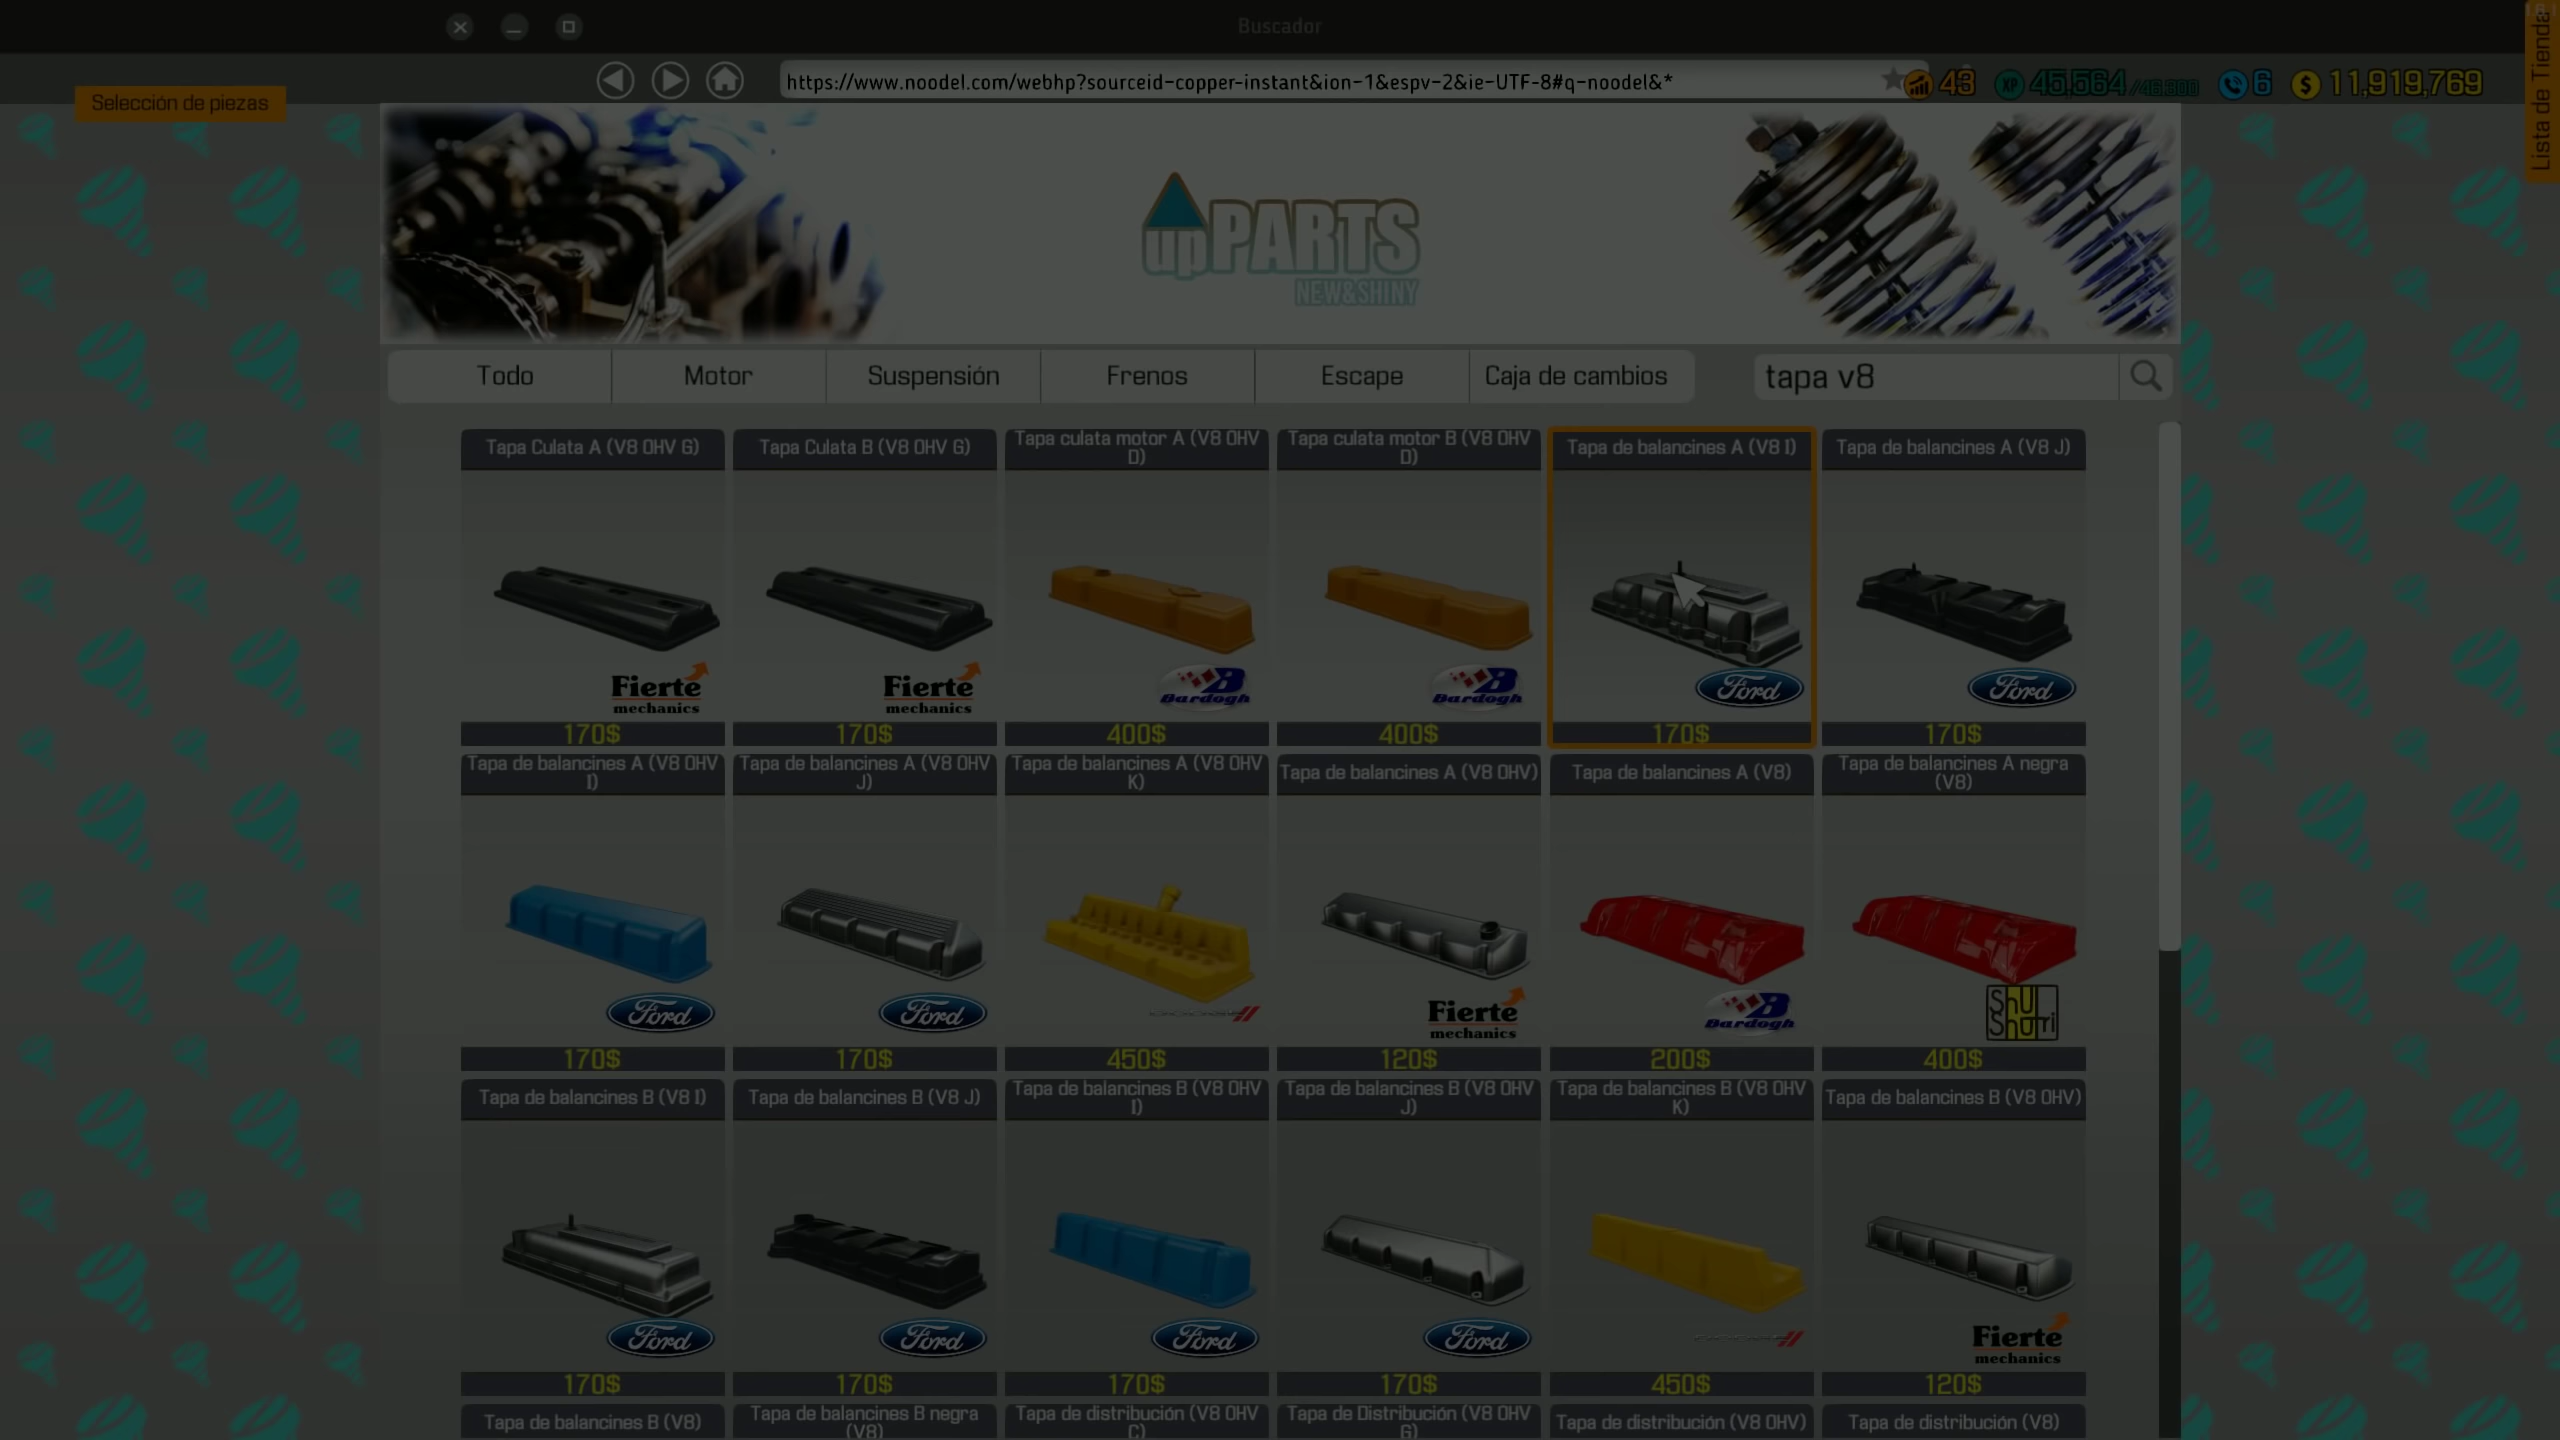 Buscador
https://www.noodel.com/webhp?sourceid-copper-instant&ion-1&espv-2&ie-UTF-8#q-noodel&*
43
XP 45,564 /46,300
6
$ 11,919,769
Lista de Tienda
Selección de piezas
upPARTS
NEW&SHINY
Todo
Motor
Suspensión
Frenos
Escape
Caja de cambios
tapa v8
Tapa Culata A (V8 OHV G)
Fierte
mechanics
170$
Tapa Culata B (V8 OHV G)
Fierte
mechanics
170$
Tapa culata motor A (V8 OHV
D)
Bardogh
400$
Tapa culata motor B (V8 OHV
D)
Bardogh
400$
Tapa de balancines A (V8 I)
Ford
170$
Tapa de balancines A (V8 J)
Ford
170$
Tapa de balancines A (V8 OHV
I)
Ford
170$
Tapa de balancines A (V8 OHV
J)
Ford
170$
Tapa de balancines A (V8 OHV
K)
450$
Tapa de balancines A (V8 OHV)
Fierte
mechanics
120$
Tapa de balancines A (V8)
Bardogh
200$
Tapa de balancines A negra
(V8)
400$
Tapa de balancines B (V8 I)
Ford
170$
Tapa de balancines B (V8 J)
Ford
170$
Tapa de balancines B (V8 OHV
I)
Ford
170$
Tapa de balancines B (V8 OHV
J)
Ford
170$
Tapa de balancines B (V8 OHV
K)
450$
Tapa de balancines B (V8 OHV)
Fierte
mechanics
120$
Tapa de balancines B (V8)
Tapa de balancines B negra
(V8)
Tapa de distribución (V8 OHV
C)
Tapa de Distribución (V8 OHV
G)
Tapa de distribución (V8 OHV)
Tapa de distribución (V8)